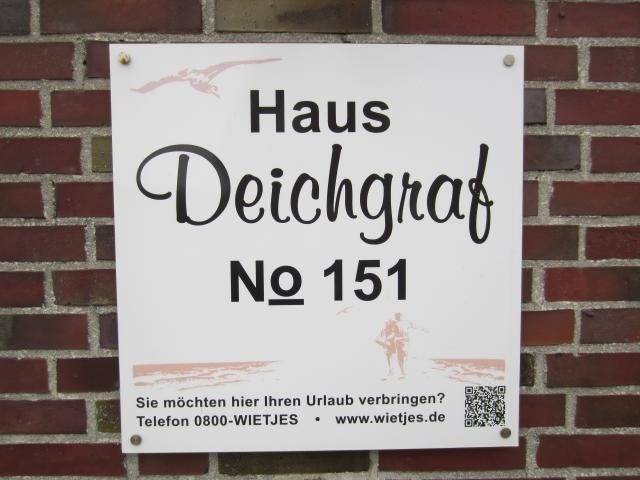 Haus
Deichgraf
No 151
Sie möchten hier Ihren Urlaub verbringen?
Telefon 0800-WIETJES • www.wietjes.de